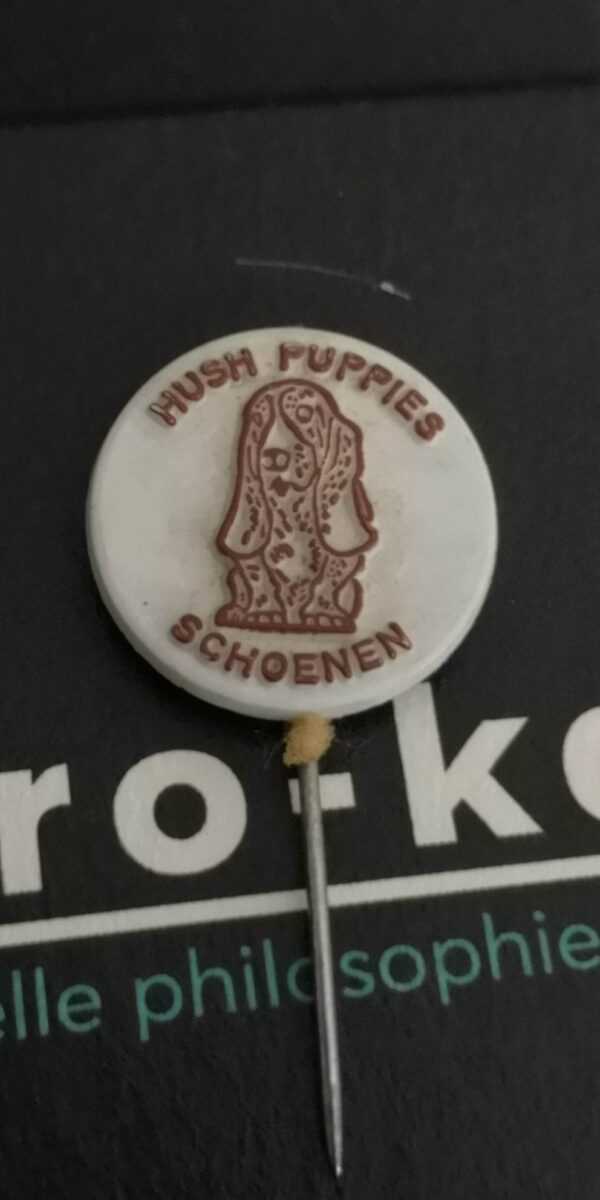 HUSH PUPPIES
SCHOENEN
ro-k
elle philosophie